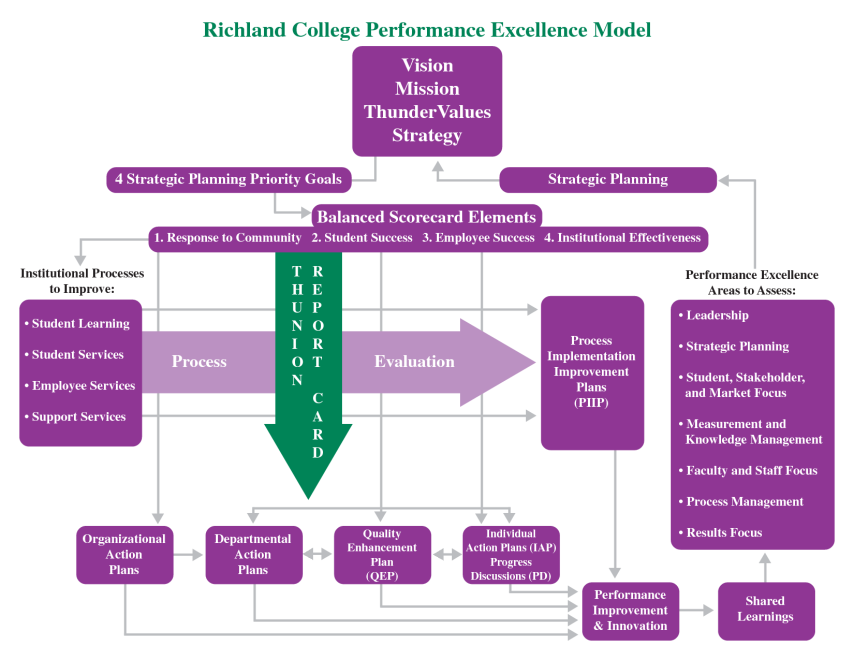 Richland College Performance Excellence Model
Vision
Mission
ThunderValues
Strategy
4 Strategic Planning Priority Goals
Strategic Planning
Balanced Scorecard Elements
1. Response to Community 2. Student Success 3. Employee Success 4. Institutional Effectiveness
Institutional Processes
to Improve:
• Student Learning
• Student Services
• Employee Services
• Support Services
Process
THUNION
REPORT CARD
Evaluation
Process
Implementation
Improvement
Plans
(PIIP)
Performance Excellence
Areas to Assess:
• Leadership
• Strategic Planning
• Student, Stakeholder,
and Market Focus
• Measurement and
Knowledge Management
• Faculty and Staff Focus
• Process Management
• Results Focus
Organizational
Action
Plans
Departmental
Action
Plans
Quality
Enhancement
Plan
(QEP)
Individual
Action Plans (IAP)
Progress
Discussions (PD)
Performance
Improvement
& Innovation
Shared
Learnings